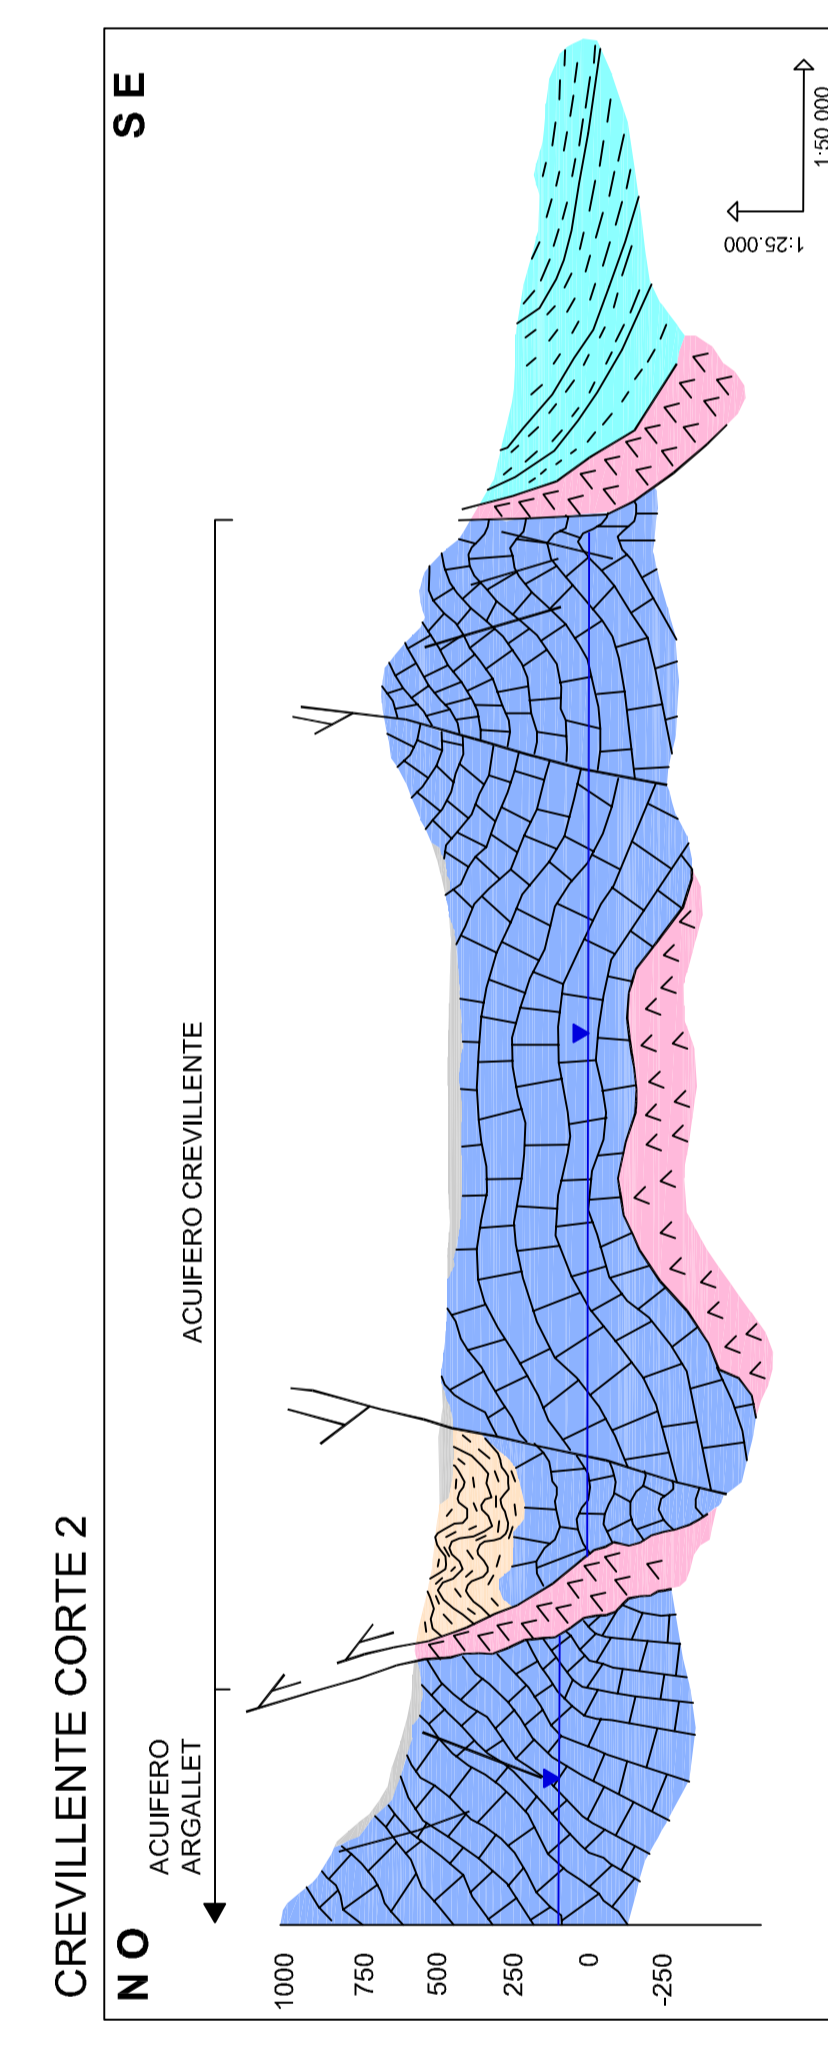 CREVILLENTE CORTE 2
N O
S E
ACUIFERO
ARGALLET
ACUIFERO CREVILLENTE
1000
750
500
250
0
-250
1:25.000
1:50 000